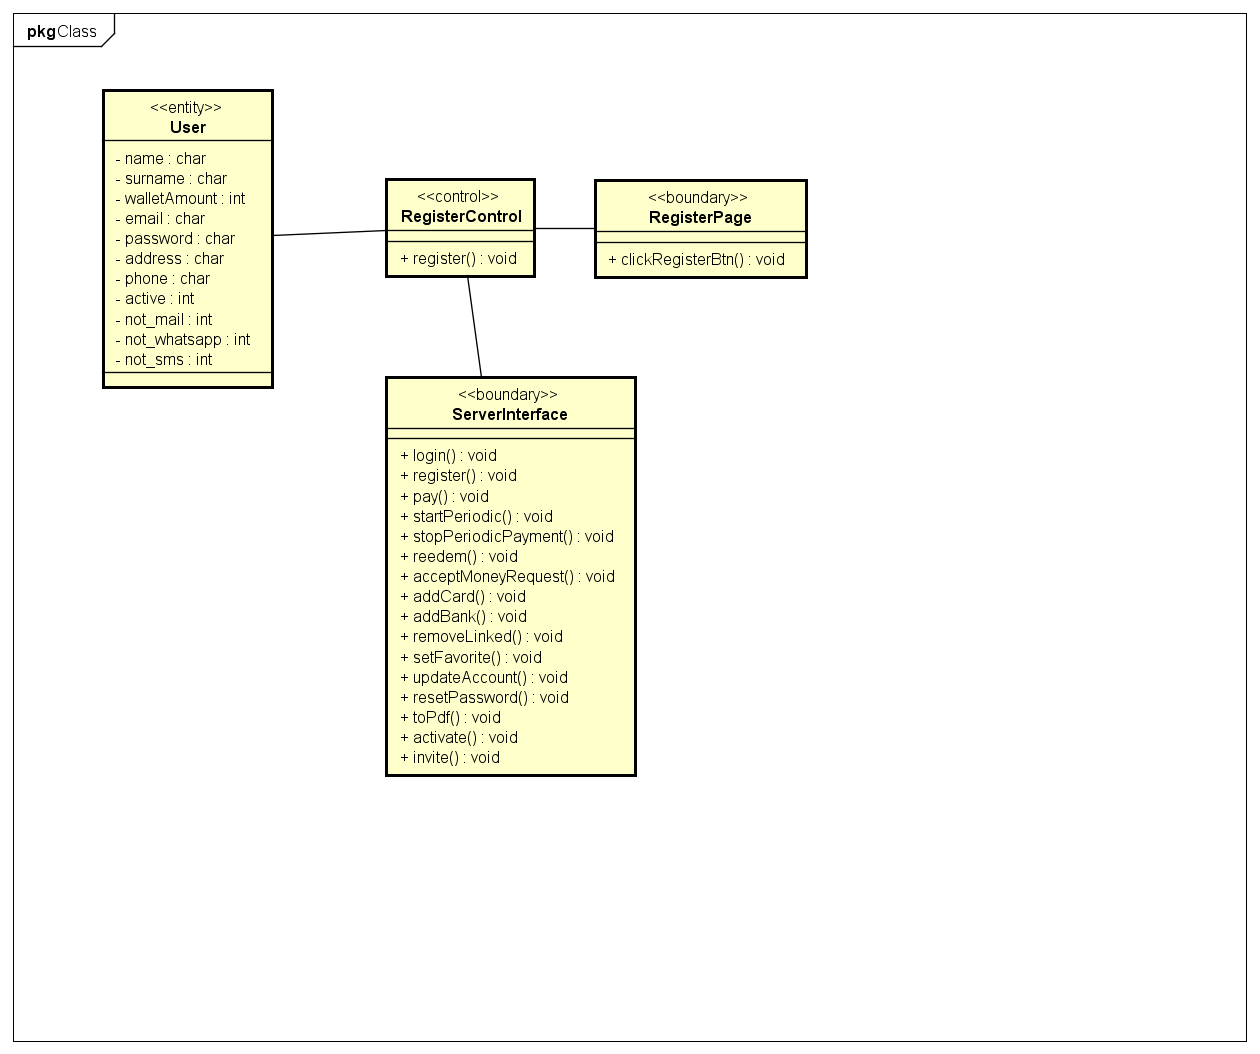 pkgClass
<<entity>>
User
- name : char
- surname : char
- walletAmount : int
- email : char
- password : char
- address : char
- phone : char
- active : int
- not_mail : int
- not_whatsapp : int
- not_sms : int
<<control>>
RegisterControl
+ register() : void
<<boundary>>
RegisterPage
+ clickRegisterBtn() : void
<<boundary>>
ServerInterface
+ login() : void
+ register() : void
+ pay() : void
+ startPeriodic() : void
+ stopPeriodicPayment() : void
+ reedem() : void
+ acceptMoneyRequest() : void
+ addCard() : void
+ addBank() : void
+ removeLinked() : void
+ setFavorite() : void
+ updateAccount() : void
+ resetPassword() : void
+ toPdf() : void
+ activate() : void
+ invite() : void